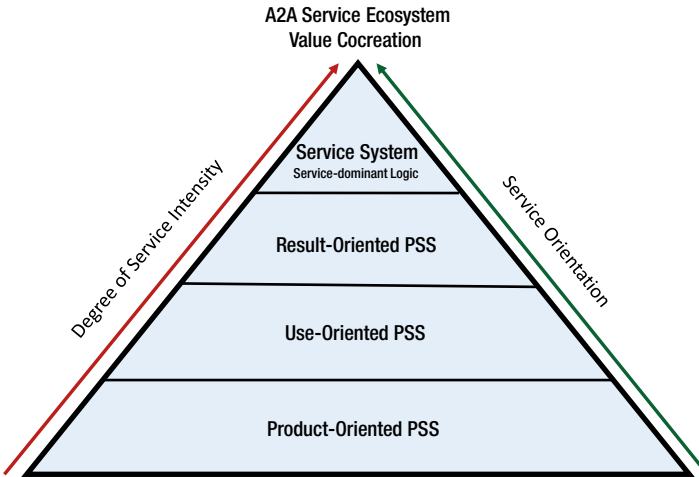 A2A Service Ecosystem
Value Cocreation
Service System
Service-dominant Logic
Degree of Service Intensity
Service Orientation
Result-Oriented PSS
Use-Oriented PSS
Product-Oriented PSS